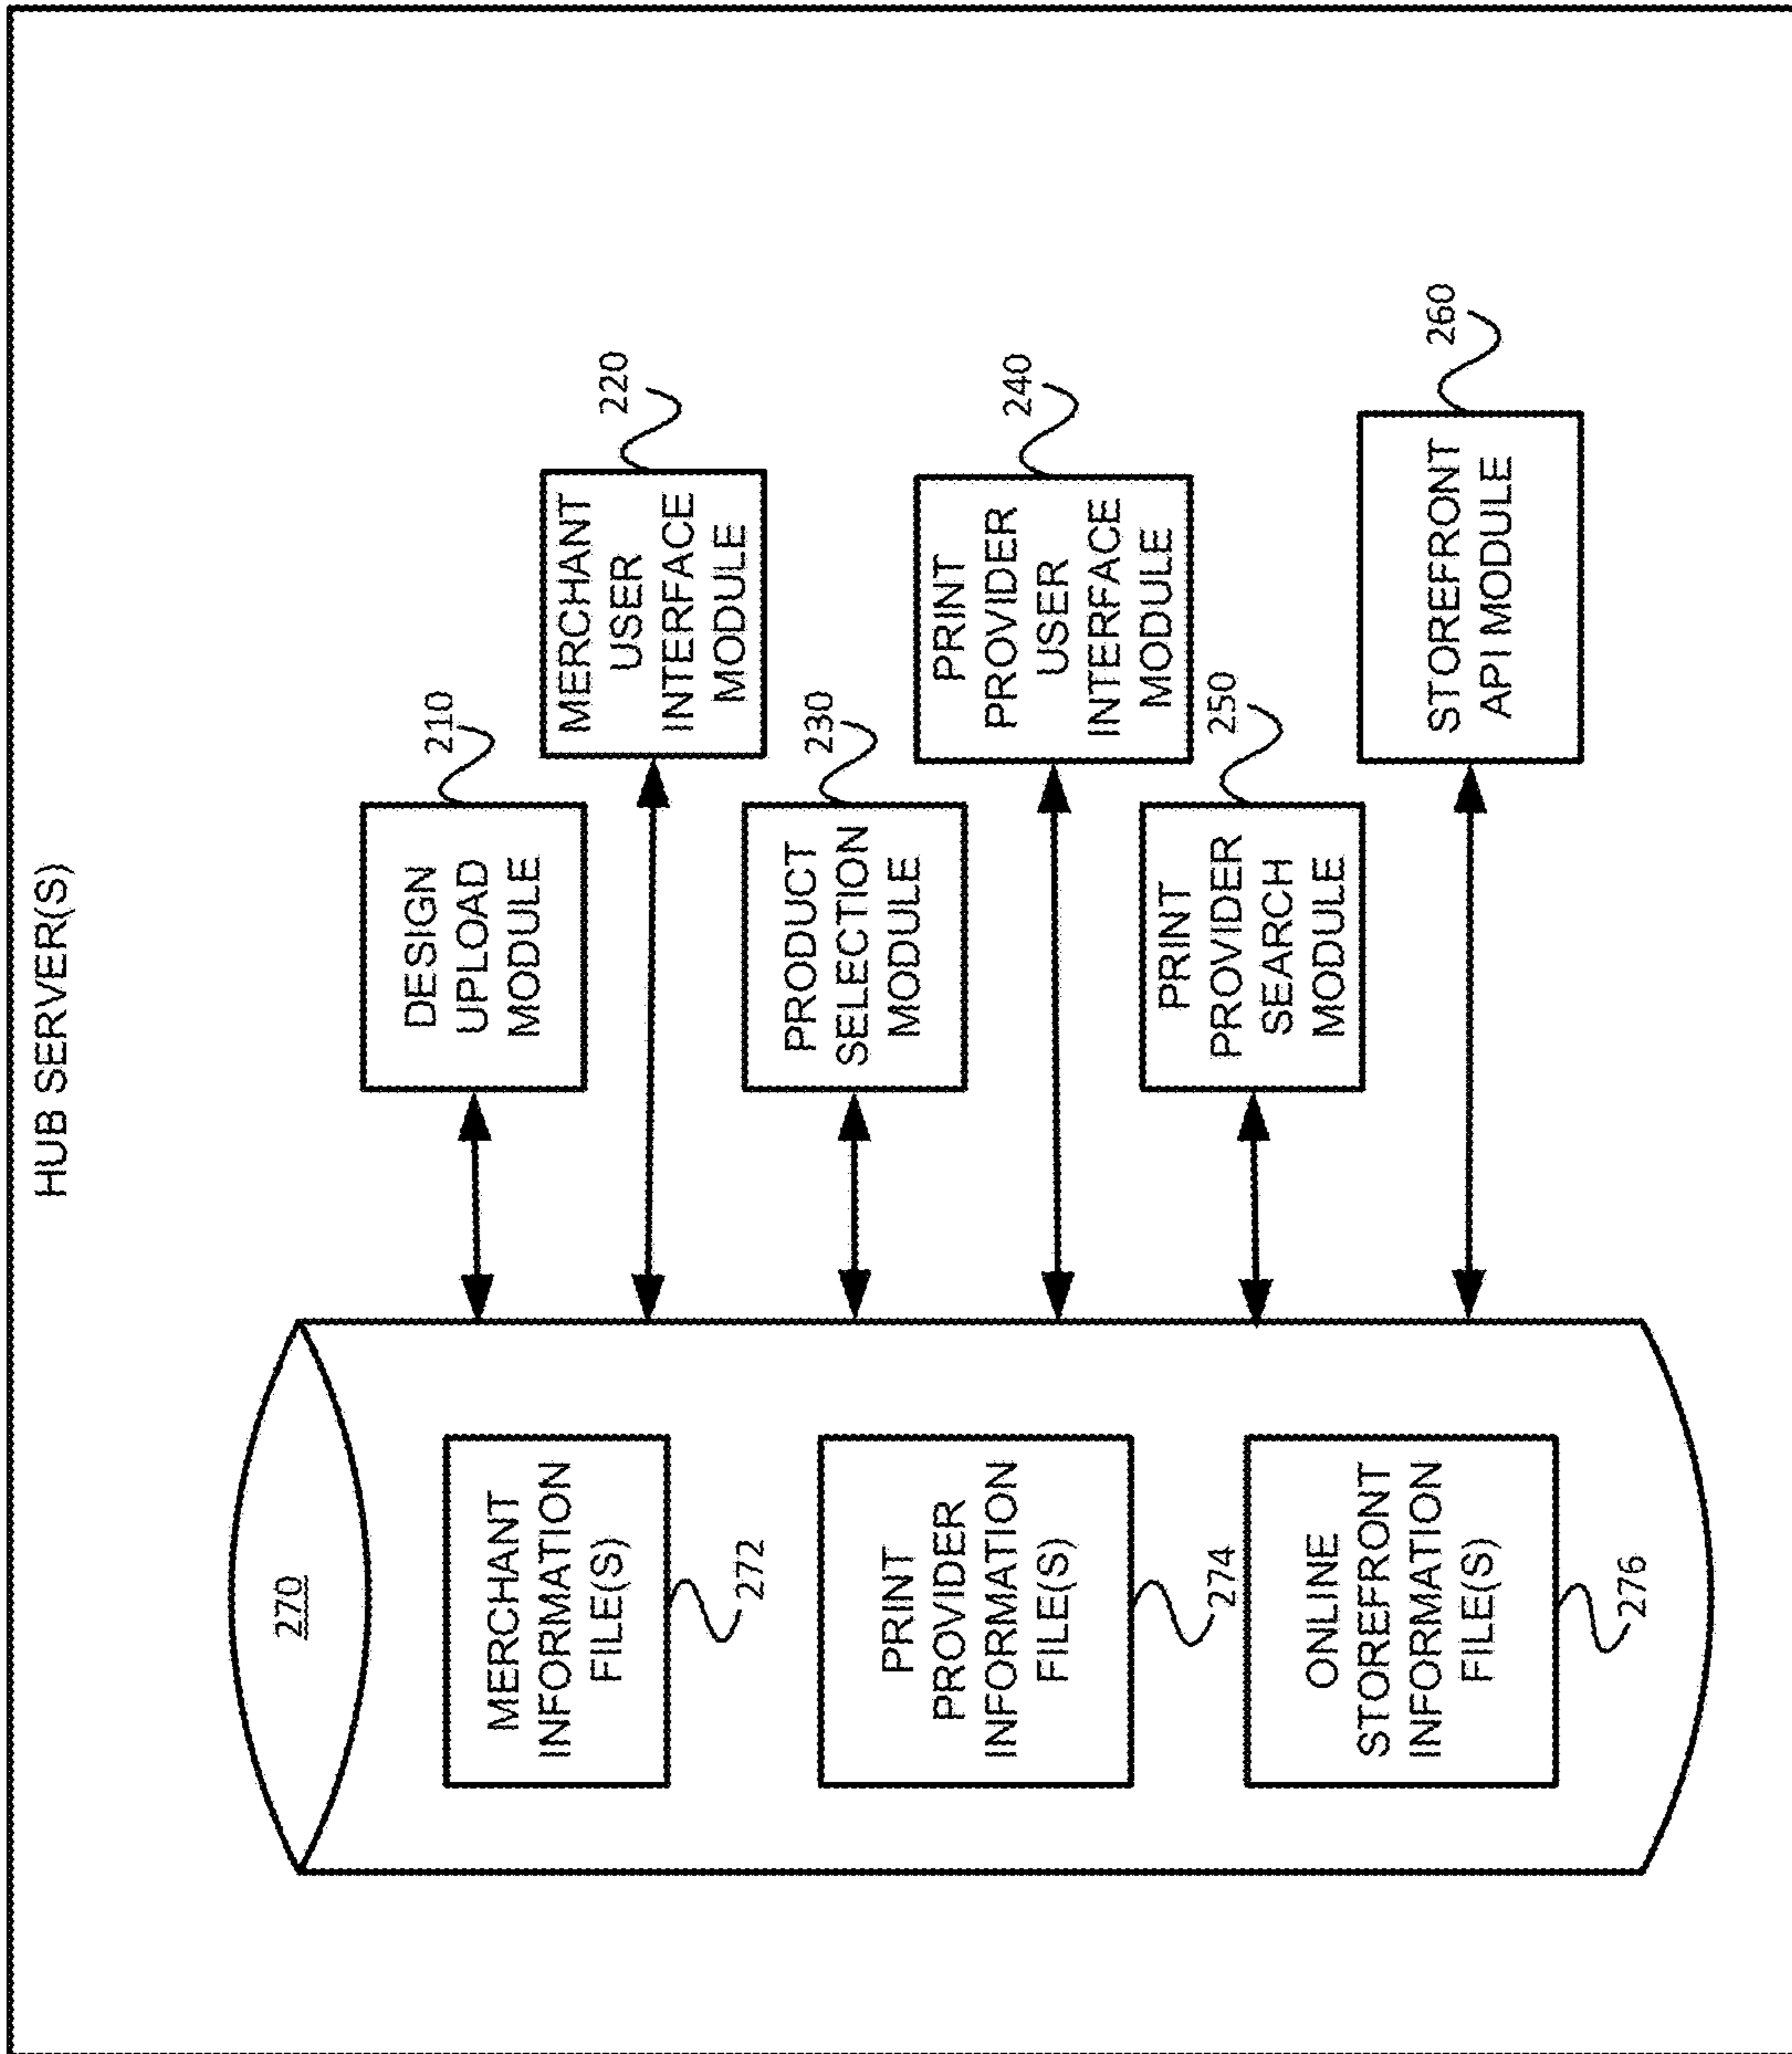 HUB SERVER(S)
270
MERCHANT
INFORMATION
FILE(S)
272
PRINT
PROVIDER
INFORMATION
FILE(S)
274
ONLINE
STOREFRONT
INFORMATION
FILE(S)
276
DESIGN
UPLOAD
MODULE
210
MERCHANT
USER
INTERFACE
MODULE
220
PRODUCT
SELECTION
MODULE
230
PRINT
PROVIDER
USER
INTERFACE
MODULE
240
PRINT
PROVIDER
SEARCH
MODULE
250
STOREFRONT
API MODULE
260